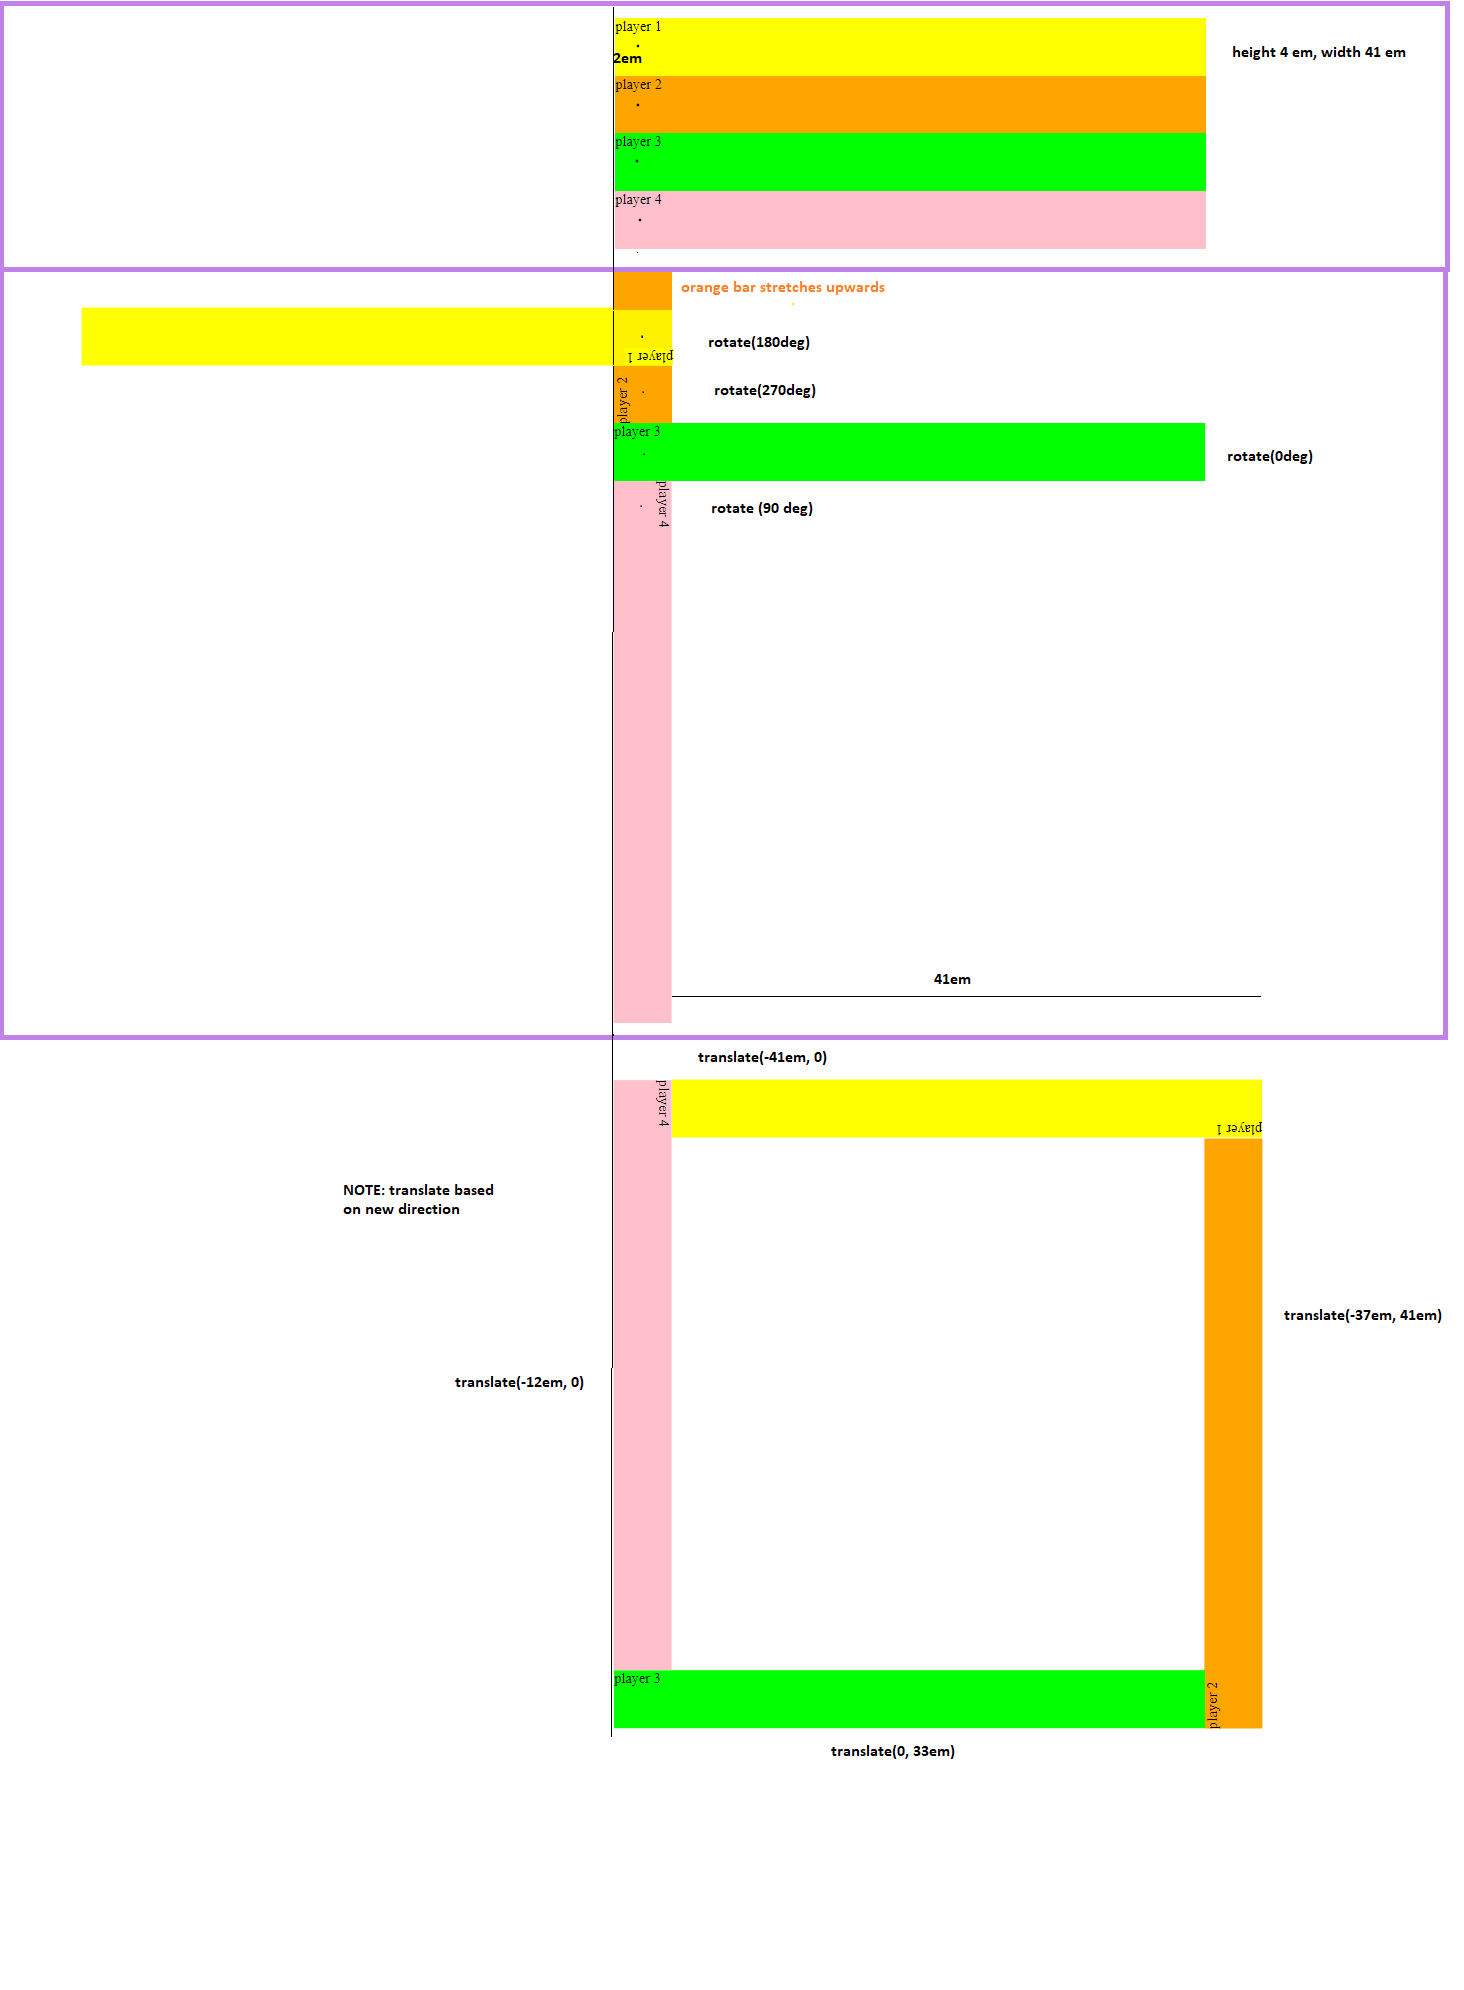 player 1
2em
height 4 em, width 41 em
player 2
player 3
player 4
orange bar stretches upwards
rotate(180deg)
player 1
rotate(270deg)
player 2
player 3
rotate(0deg)
player 4
rotate (90 deg)
41em
translate(-41em, 0)
player 4
player 1
NOTE: translate based
on new direction
translate(-37em, 41em)
translate(-12em, 0)
player 3
player 2
translate(0, 33em)